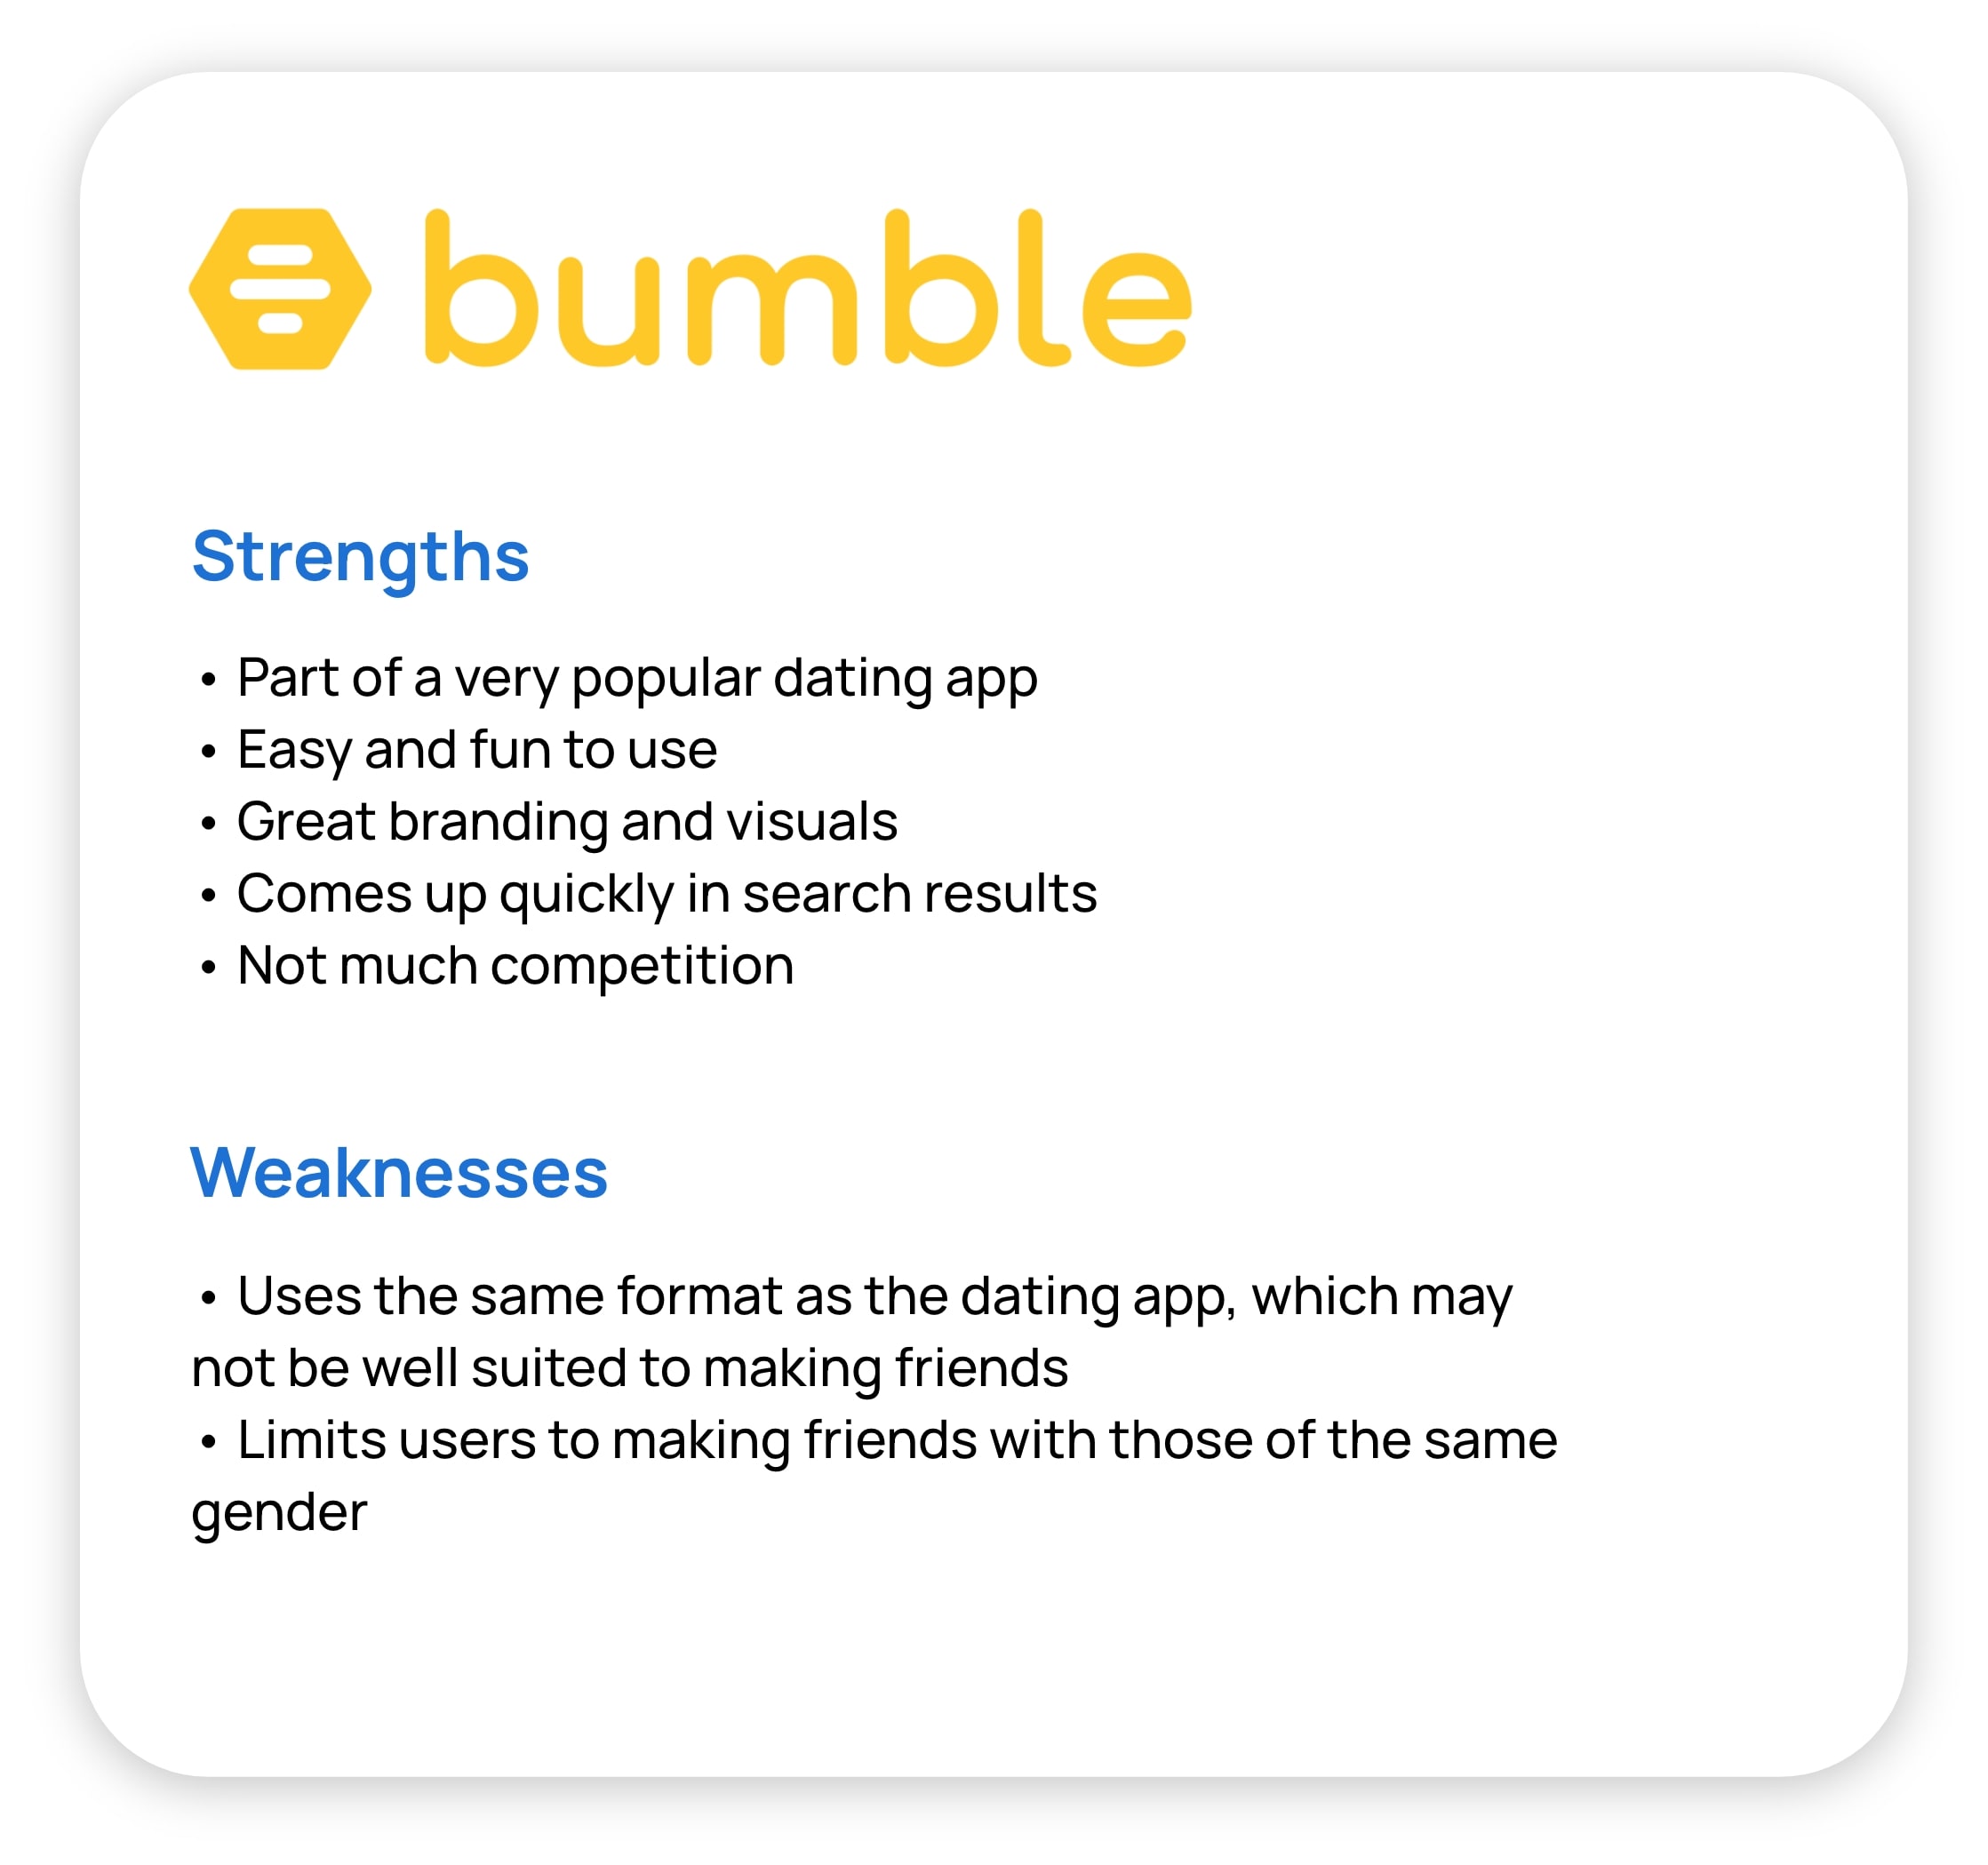 bumble
Strengths
• Part of a very popular dating app
• Easy and fun to use
• Great branding and visuals
• Comes up quickly in search results
• Not much competition
Weaknesses
• Uses the same format as the dating app, which may
not be well suited to making friends
• Limits users to making friends with those of the same
gender